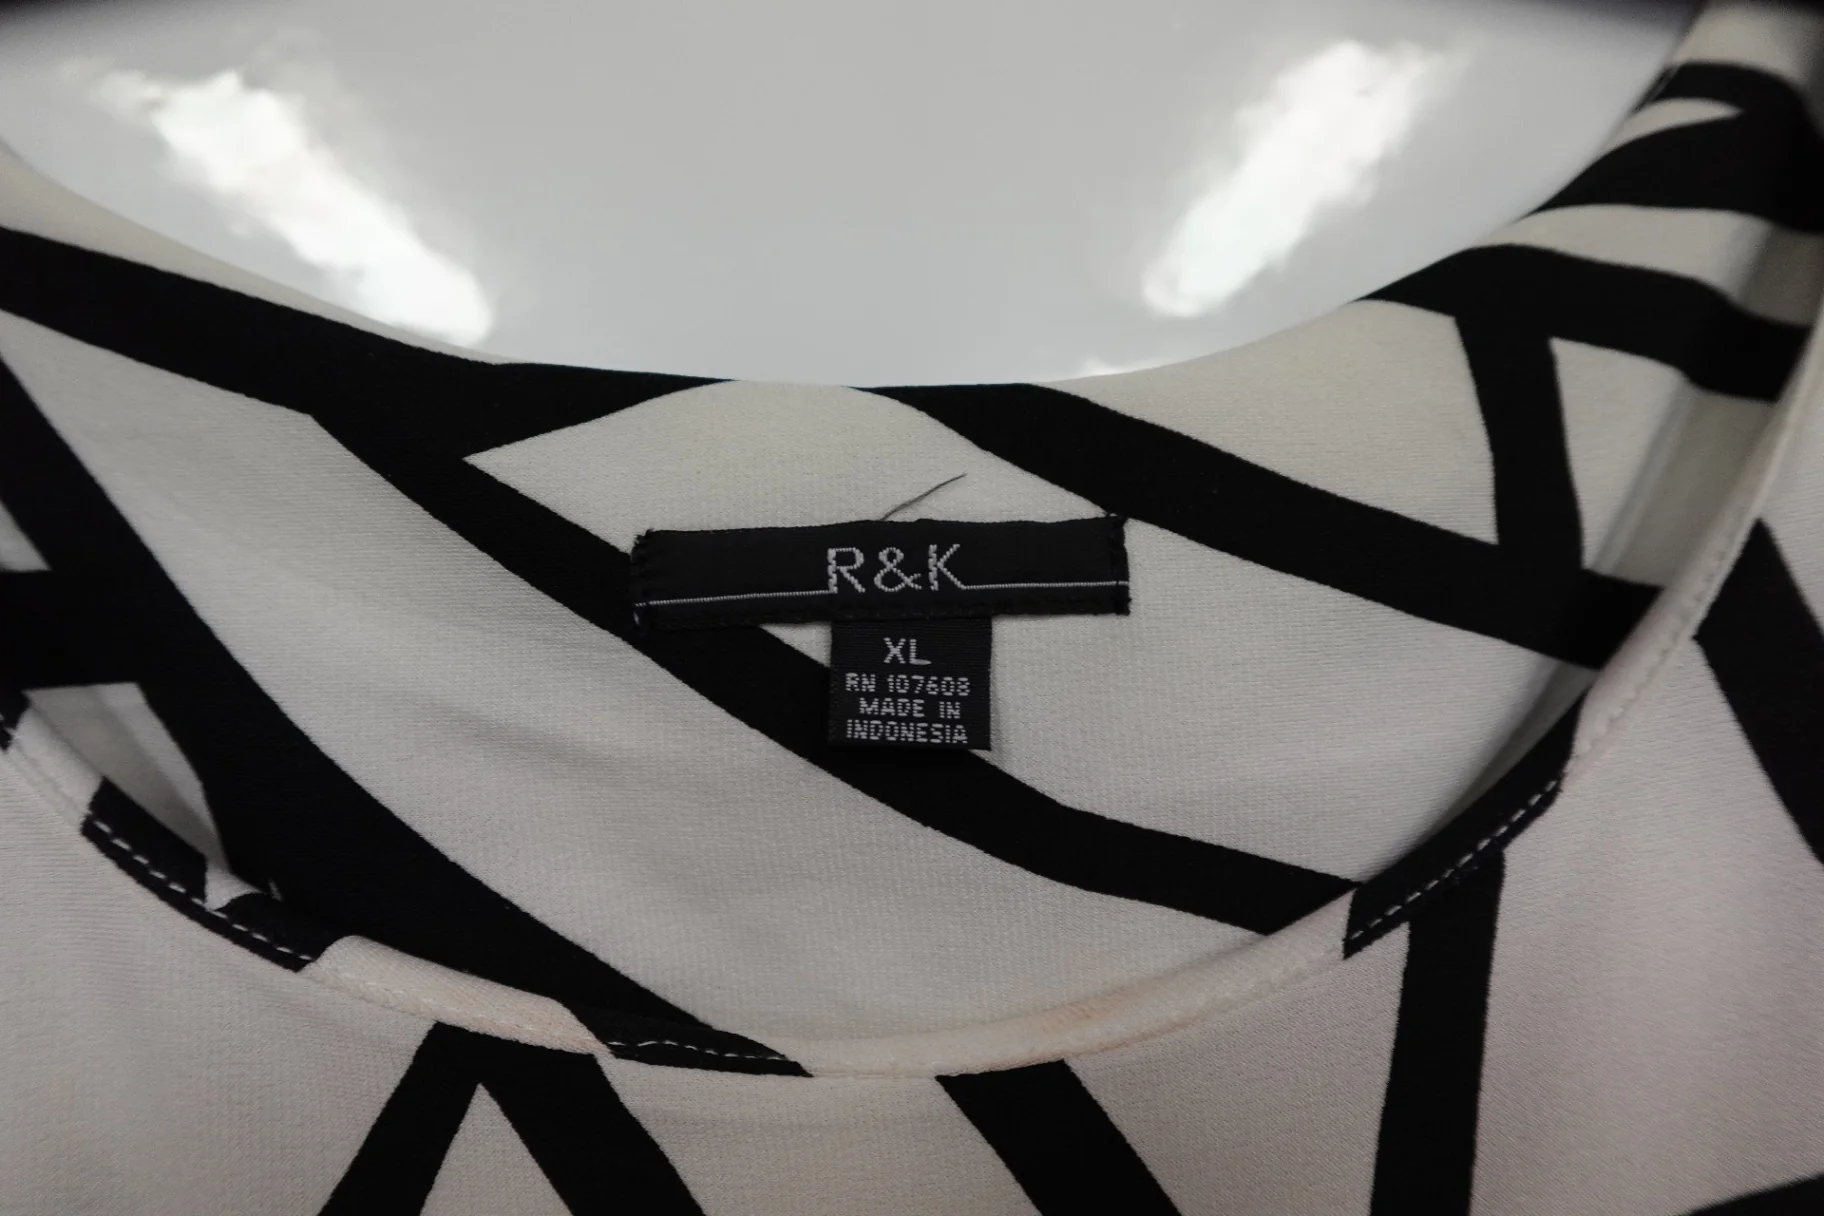 R&K
XL
RN 107608
MADE IN
INDONESIA